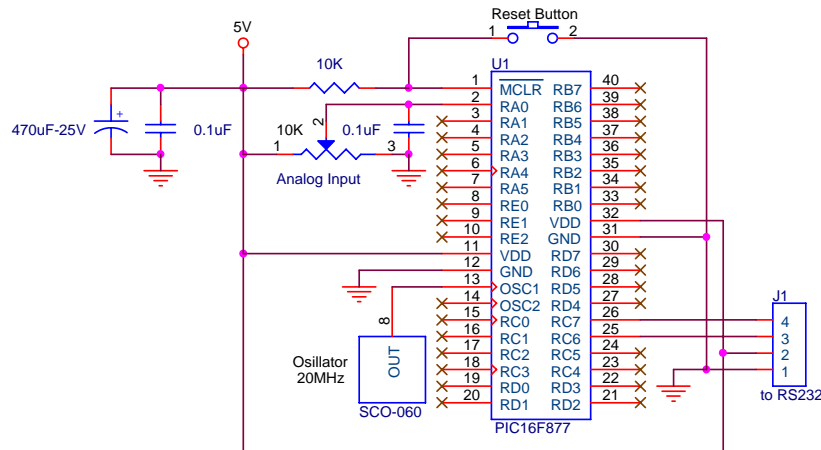 Reset Button
5V
1
2
U1
10K
1
MCLR
RB7
40
2
RA0
RB6
39
470uF-25V
+
0.1uF
10K
2
0.1uF
3
RA1
RB5
38
4
RA2
RB4
37
1
3
5
RA3
RB3
36
6
RA4
RB2
35
Analog Input
7
RA5
RB1
34
8
RE0
RB0
33
9
RE1
VDD
32
10
RE2
GND
31
11
VDD
RD7
30
12
GND
RD6
29
13
OSC1
RD5
28
14
OSC2
RD4
27
J1
15
RC0
RC7
26
4
8
16
RC1
RC6
25
3
Osillator
20MHz
OUT
17
RC2
RC5
24
2
18
RC3
RC4
23
1
19
RD0
RD3
22
to RS232
20
RD1
RD2
21
SCO-060
PIC16F877